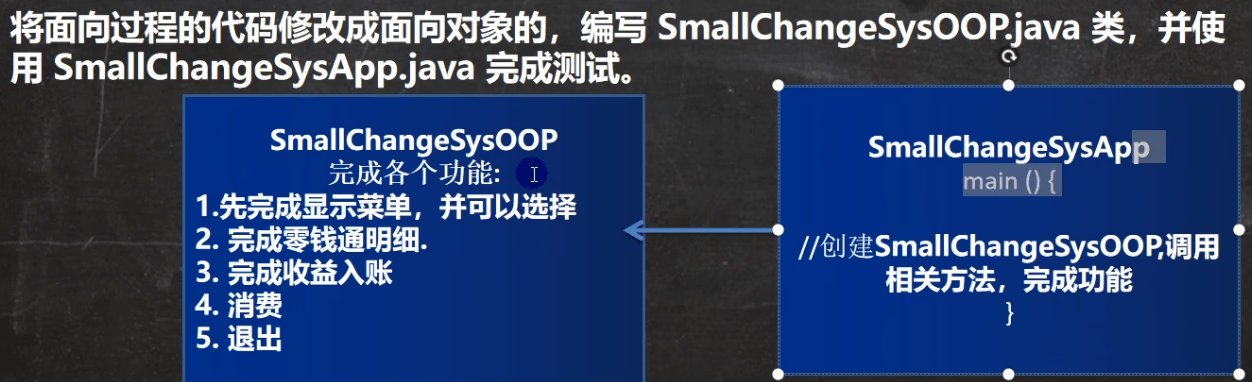 将面向过程的代码修改成面向对象的，编写 SmallChangeSysOOP.java 类，并使
用 SmallChangeSysApp.java 完成测试。
SmallChangeSysOOP
完成各个功能:
1.先完成显示菜单，并可以选择
2. 完成零钱通明细.
3. 完成收益入账
4. 消费
5. 退出
SmallChangeSysApp
main () {
//创建SmallChangeSysOOP,调用
相关方法，完成功能
}